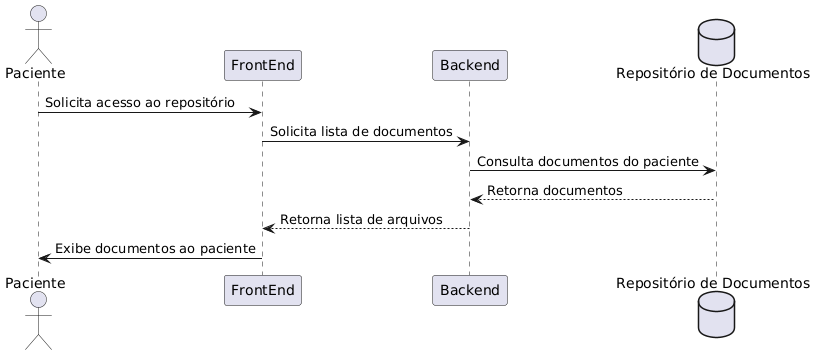 Paciente
FrontEnd
Backend
Repositório de Documentos
Solicita acesso ao repositório
Solicita lista de documentos
Consulta documentos do paciente
Retorna documentos
Retorna lista de arquivos
Exibe documentos ao paciente
Paciente
FrontEnd
Backend
Repositório de Documentos